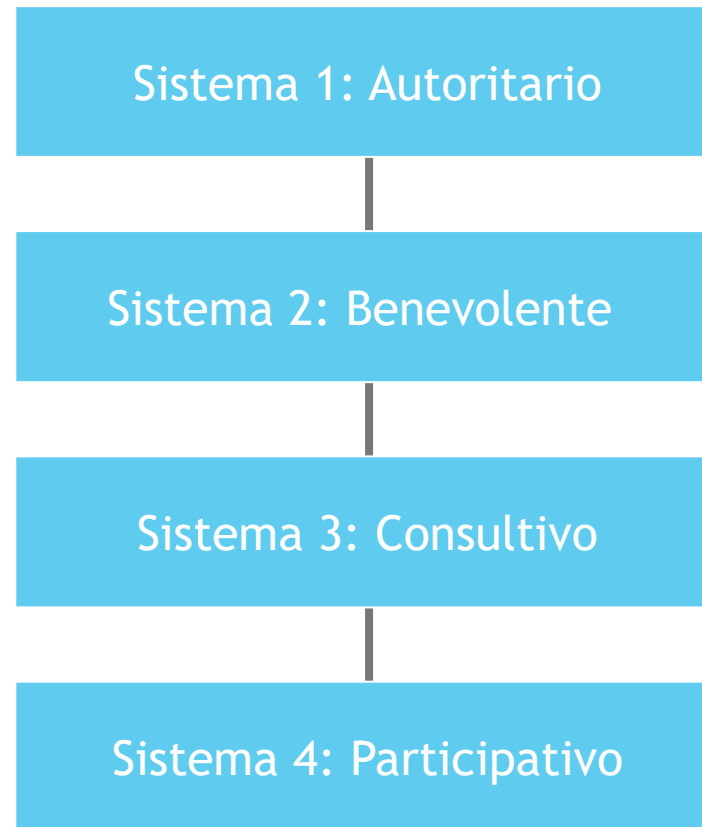 Sistema 1: Autoritario
Sistema 2: Benevolente
Sistema 3: Consultivo
Sistema 4: Participativo